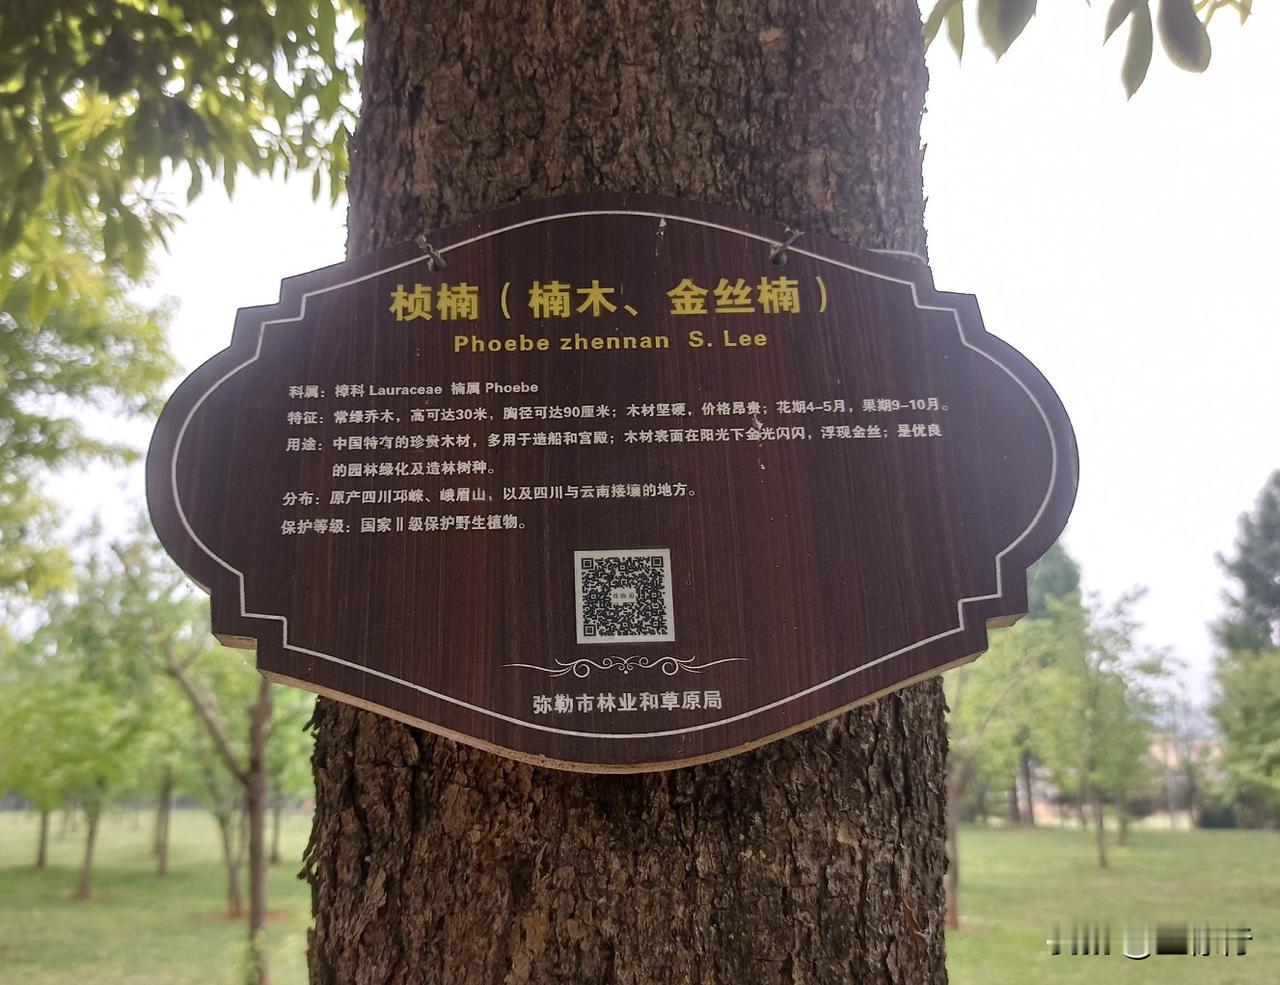 桢楠（楠木、金丝楠）
Phoebe zhennan S. Lee
科属：樟科 Lauraceae 楠属 Phoebe
特征：常绿乔木，高可达30米，胸径可达90厘米；木材坚硬，价格昂贵；花期4-5月，果期9-10月。
用途：中国特有的珍贵木材，多用于造船和宫殿；木材表面在阳光下金光闪闪，浮现金丝；是优良
的园林绿化及造林树种。
分布：原产四川邛崃、峨眉山，以及四川与云南接壤的地方。
保护等级：国家Ⅱ级保护野生植物。
弥勒市林业和草原局